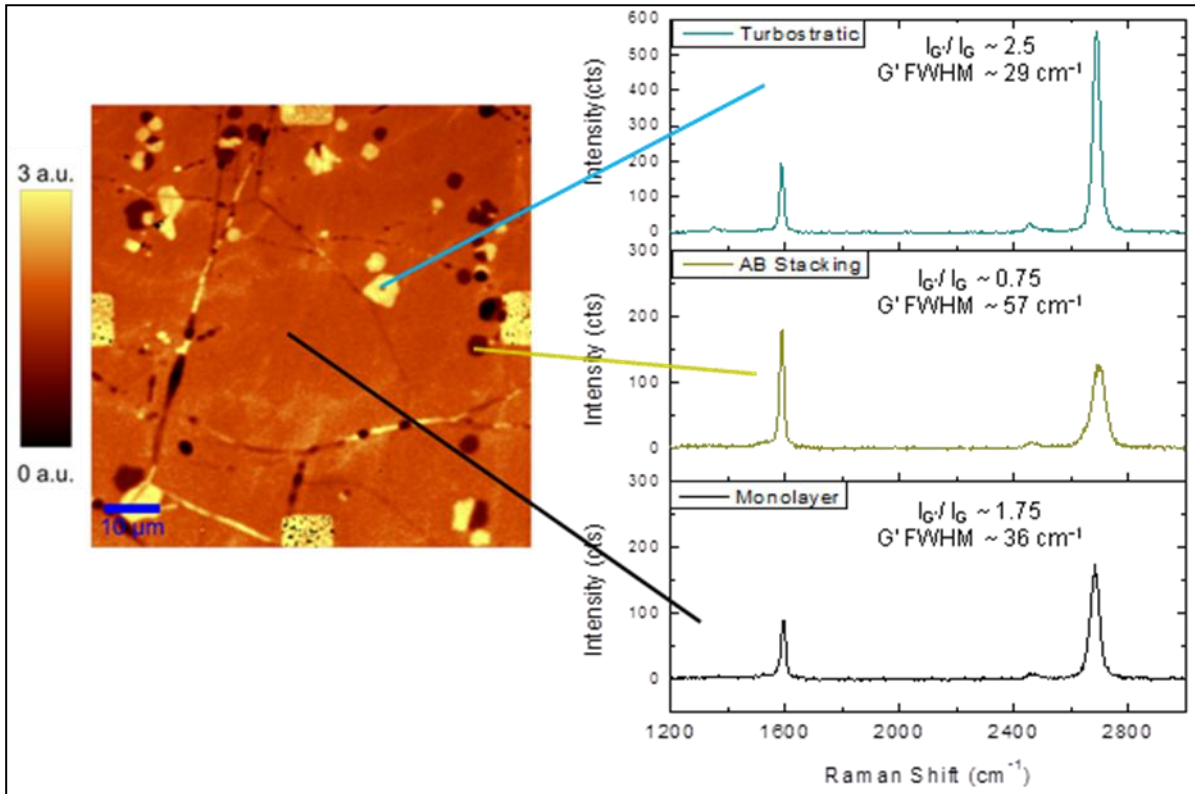 3 a.u.
0 a.u.
10 µm
600
500
400
300
200
100
0
Intensity (cts)
Turbostratic
I_G'/ I_G ~ 2.5
G' FWHM ~ 29 cm⁻¹
300
200
100
0
Intensity (cts)
AB Stacking
I_G'/ I_G ~ 0.75
G' FWHM ~ 57 cm⁻¹
300
200
100
0
Intensity (cts)
Monolayer
I_G'/ I_G ~ 1.75
G' FWHM ~ 36 cm⁻¹
1200 1600 2000 2400 2800
Raman Shift (cm⁻¹)